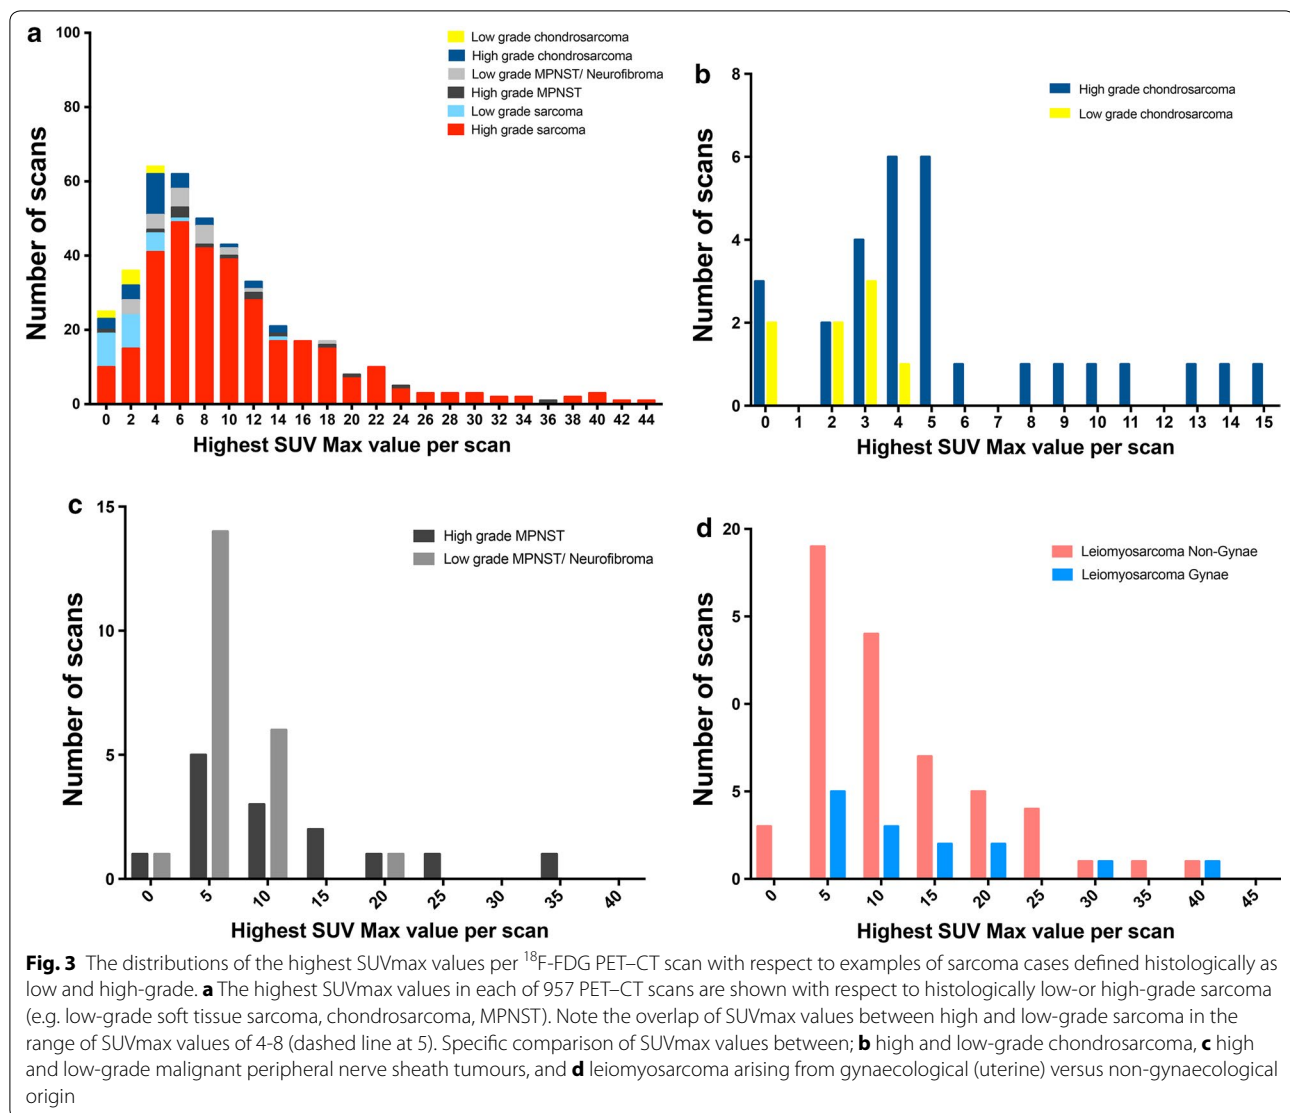 a
100
80
60
40
20
0
Number of scans
Low grade chondrosarcoma
High grade chondrosarcoma
Low grade MPNST/ Neurofibroma
High grade MPNST
Low grade sarcoma
High grade sarcoma
0 2 4 6 8 10 12 14 16 18 20 22 24 26 28 30 32 34 36 38 40 42 44
Highest SUV Max value per scan
b
8
6
4
2
0
Number of scans
High grade chondrosarcoma
Low grade chondrosarcoma
0 1 2 3 4 5 6 7 8 9 10 11 12 13 14 15
Highest SUV Max value per scan
c
15
10
5
0
Number of scans
High grade MPNST
Low grade MPNST/ Neurofibroma
0 5 10 15 20 25 30 35 40
Highest SUV Max value per scan
d
20
5
0
5
0
Number of scans
Leiomyosarcoma Non-Gynae
Leiomyosarcoma Gynae
0 5 10 15 20 25 30 35 40 45
Highest SUV Max value per scan
Fig. 3 The distributions of the highest SUVmax values per 18F-FDG PET–CT scan with respect to examples of sarcoma cases defined histologically as
low and high-grade. a The highest SUVmax values in each of 957 PET–CT scans are shown with respect to histologically low-or high-grade sarcoma
(e.g. low-grade soft tissue sarcoma, chondrosarcoma, MPNST). Note the overlap of SUVmax values between high and low-grade sarcoma in the
range of SUVmax values of 4-8 (dashed line at 5). Specific comparison of SUVmax values between; b high and low-grade chondrosarcoma, c high
and low-grade malignant peripheral nerve sheath tumours, and d leiomyosarcoma arising from gynaecological (uterine) versus non-gynaecological
origin